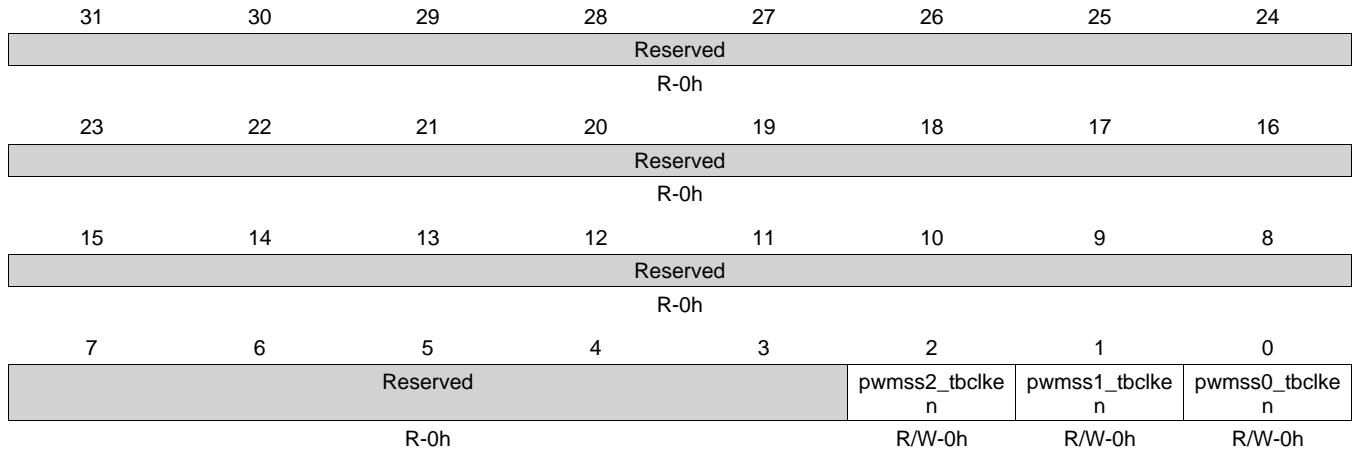 31 30 29 28 27 26 25 24
Reserved
R-0h
23 22 21 20 19 18 17 16
Reserved
R-0h
15 14 13 12 11 10 9 8
Reserved
R-0h
7 6 5 4 3 2 1 0
Reserved pwmss2_tbclke pwmss1_tbclke pwmss0_tbclke
n n n
R-0h R/W-0h R/W-0h R/W-0h